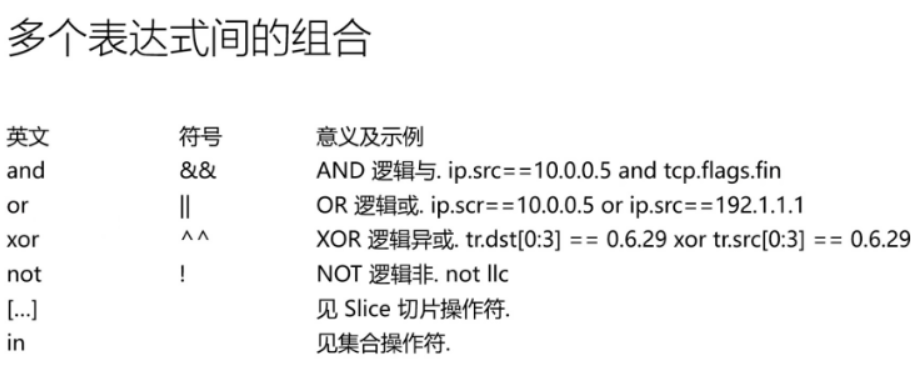 多个表达式间的组合
英文 符号 意义及示例
and && AND 逻辑与. ip.src==10.0.0.5 and tcp.flags.fin
or || OR 逻辑或. ip.scr==10.0.0.5 or ip.src==192.1.1.1
xor ^^ XOR 逻辑异或. tr.dst[0:3] == 0.6.29 xor tr.src[0:3] == 0.6.29
not ! NOT 逻辑非. not llc
[…] 见 Slice 切片操作符.
in 见集合操作符.